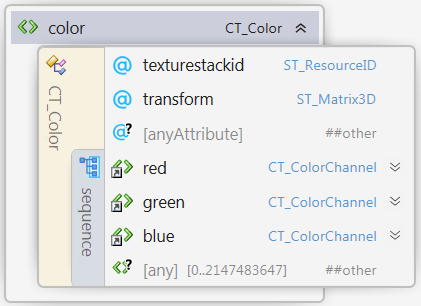 color CT_Color
CT_Color
texturestackid ST_ResourceID
transform ST_Matrix3D
[anyAttribute] ##other
sequence
red CT_ColorChannel
green CT_ColorChannel
blue CT_ColorChannel
[any] [0..2147483647] ##other